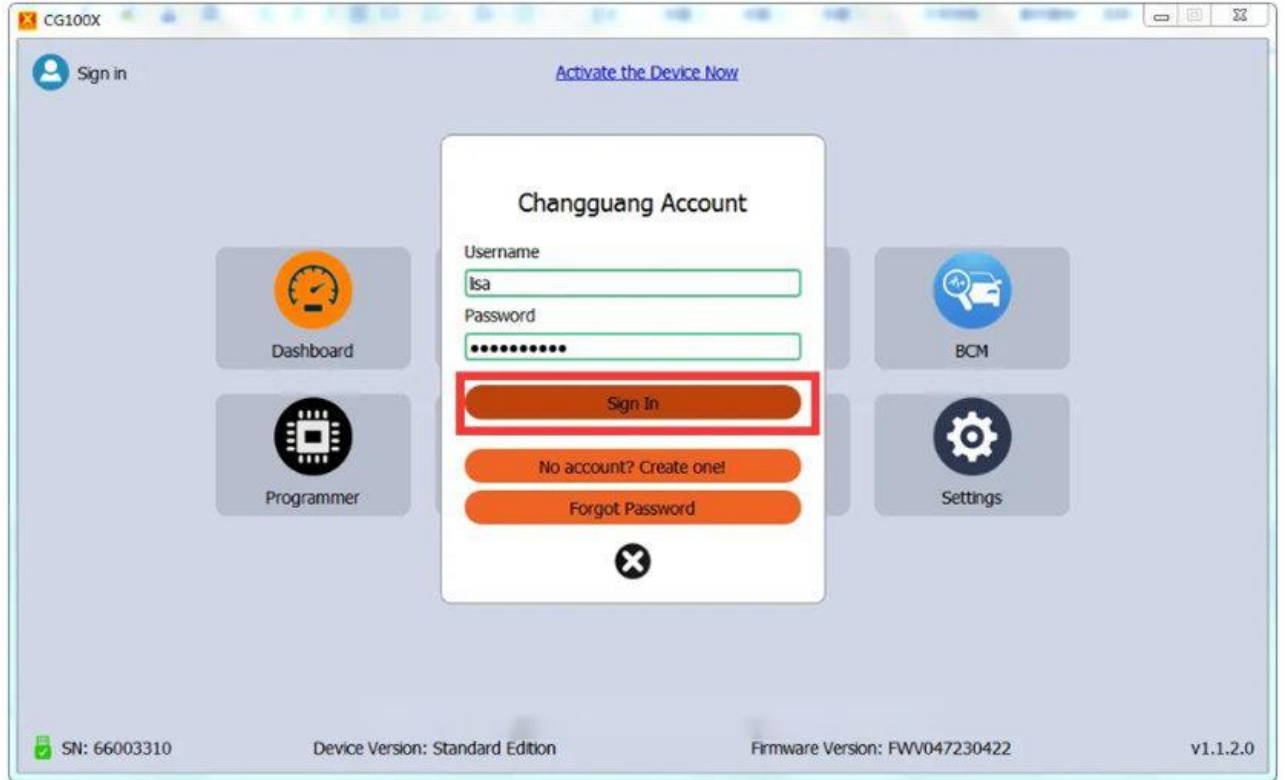 CG100X
Sign in
Activate the Device Now
Changguang Account
Username
lisa
Password
••••••••••
Sign In
No account? Create one!
Forgot Password
Dashboard
BCM
Programmer
Settings
SN: 66003310
Device Version: Standard Edition
Firmware Version: FWV047230422
v1.1.2.0